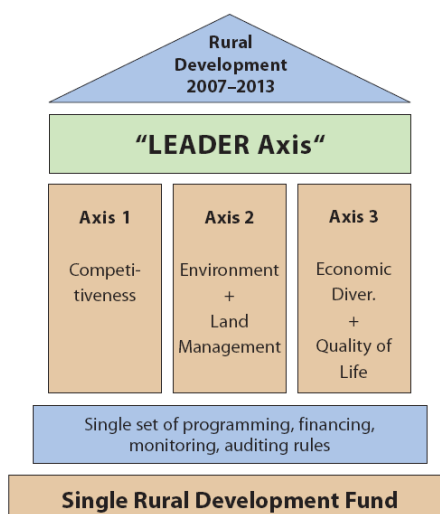 Rural
Development
2007–2013
“LEADER Axis“
Axis 1
Competi-
tiveness
Axis 2
Environment
+
Land
Management
Axis 3
Economic
Diver.
+
Quality of
Life
Single set of programming, financing,
monitoring, auditing rules
Single Rural Development Fund